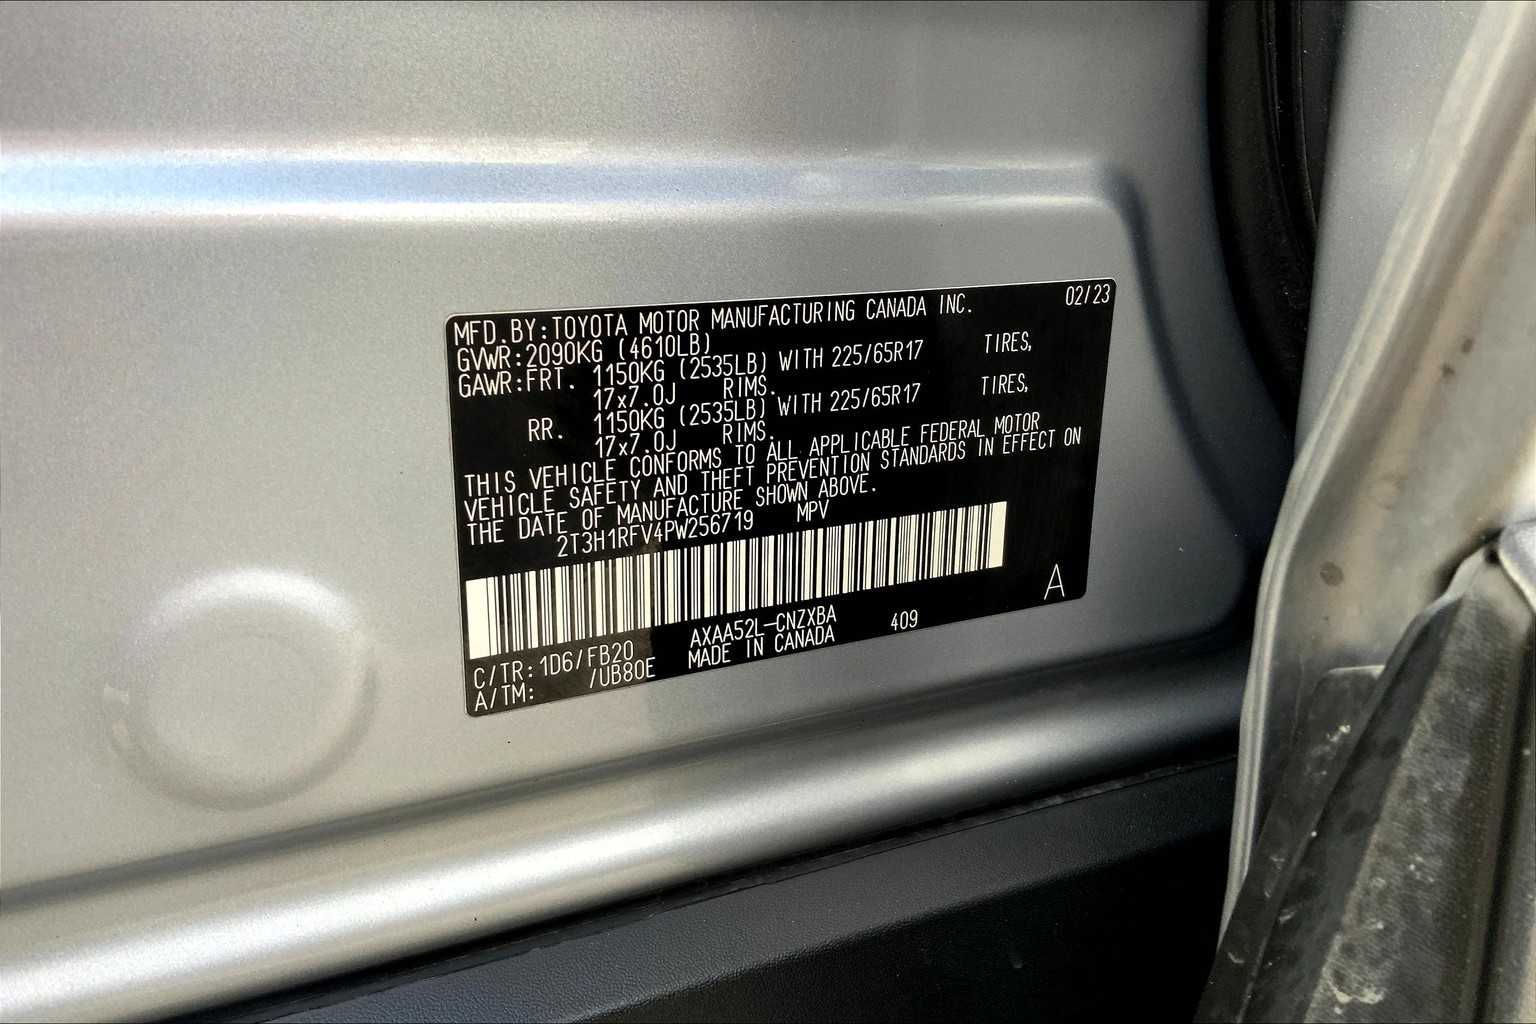 MFD.BY:TOYOTA MOTOR MANUFACTURING CANADA INC. 02/23
GVWR:2090KG (4610LB)
GAWR:FRT. 1150KG (2535LB) WITH 225/65R17 TIRES,
17x7.0J RIMS.
RR. 1150KG (2535LB) WITH 225/65R17 TIRES,
17x7.0J RIMS.
THIS VEHICLE CONFORMS TO ALL APPLICABLE FEDERAL MOTOR
VEHICLE SAFETY AND THEFT PREVENTION STANDARDS IN EFFECT ON
THE DATE OF MANUFACTURE SHOWN ABOVE.
2T3H1RFV4PW256719 MPV
A
C/TR: 1D6/FB20 AXAA52L-CNZXBA 409
A/TM: /UB80E MADE IN CANADA